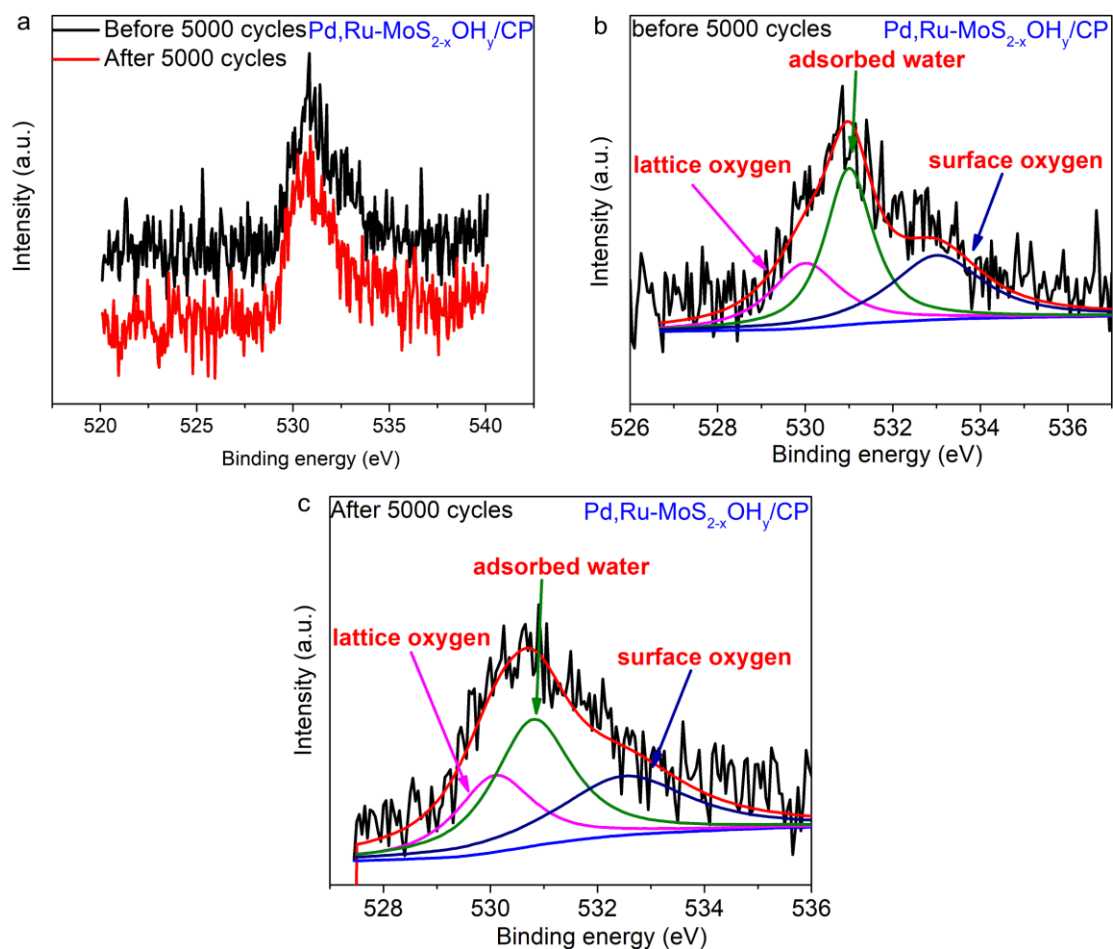 a
Before 5000 cycles Pd,Ru-MoS2-xOHy/CP
After 5000 cycles
Intensity (a.u.)
520 525 530 535 540
Binding energy (eV)
b
before 5000 cycles Pd,Ru-MoS2-xOHy/CP
adsorbed water
lattice oxygen
surface oxygen
Intensity (a.u.)
526 528 530 532 534 536
Binding energy (eV)
c
After 5000 cycles Pd,Ru-MoS2-xOHy/CP
adsorbed water
lattice oxygen
surface oxygen
Intensity (a.u.)
528 530 532 534 536
Binding energy (eV)